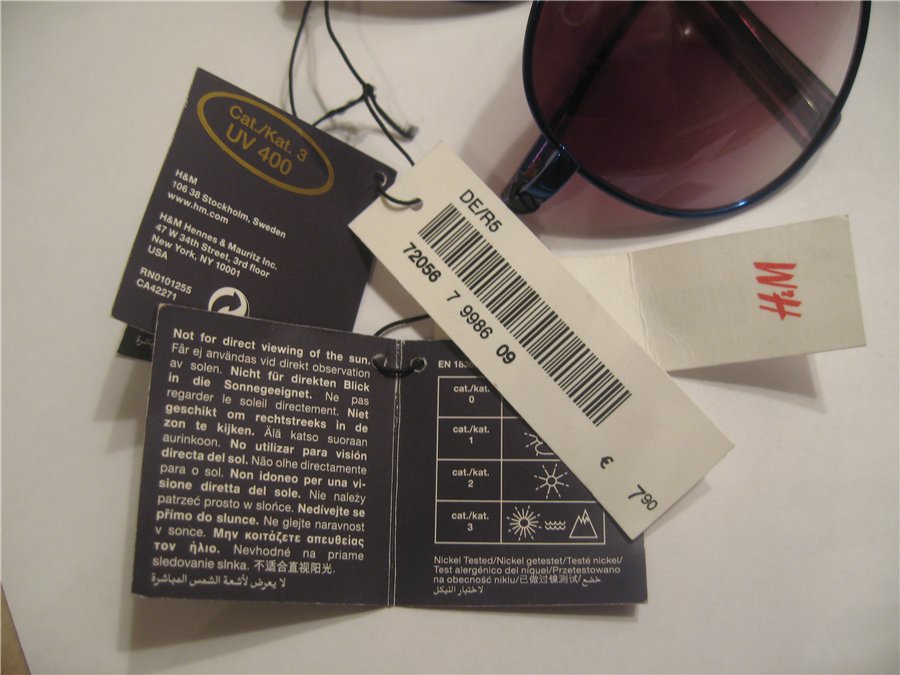 Cat./Kat. 3
UV 400
H&M
106 38 Stockholm, Sweden
www.hm.com
H&M Hennes & Mauritz Inc.
47 W 34th Street, 3rd floor
New York, NY 10001
USA
RN0101255
CA42271
DE/R5
72056 7 9986 09
€
790
H&M
Not for direct viewing of the sun.
Får ej användas vid direkt observation
av solen. Nicht für direkten Blick
in die Sonnegeeignet. Ne pas
regarder le soleil directement. Niet
geschikt om rechtstreeks in de
zon te kijken. Älä katso suoraan
aurinkoon. No utilizar para visión
directa del sol. Não olhe directamente
para o sol. Non idoneo per una vi-
sione diretta del sole. Nie należy
patrzeć prosto w słońce. Nedívejte se
přímo do slunce. Ne glejte naravnost
v sonce. Μην κοιτάζετε απευθείας
τον ήλιο. Nevhodné na priame
sledovanie slnka. 不适合直视阳光.
لا يعرض لأشعة الشمس المباشرة
EN 1836
cat./kat.
0
cat./kat.
1
cat./kat.
2
cat./kat.
3
Nickel Tested/Nickel getestet/Testé nickel/
Test alergénico del níquel/Przetestowano
na obecność niklu/已做过镍测试/خضع
لاختبار النيكل